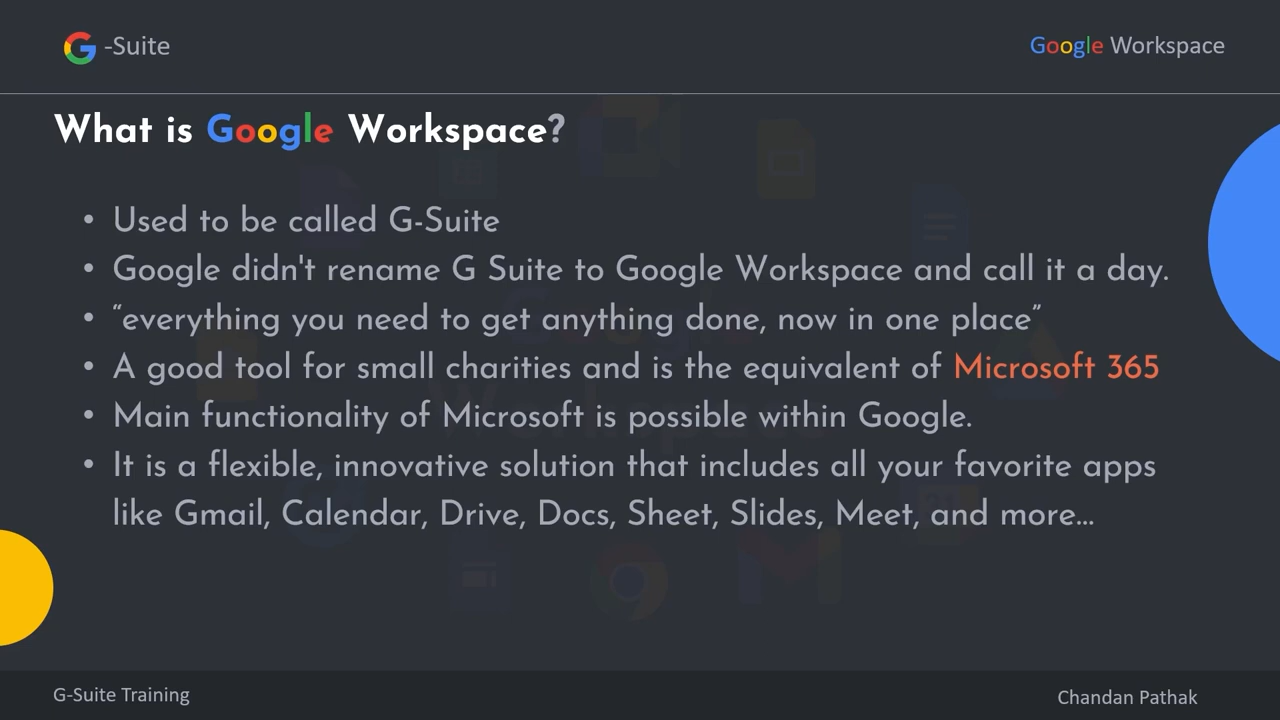 G -Suite
Google Workspace
What is Google Workspace?
• Used to be called G-Suite
• Google didn't rename G Suite to Google Workspace and call it a day.
• “everything you need to get anything done, now in one place”
• A good tool for small charities and is the equivalent of Microsoft 365
• Main functionality of Microsoft is possible within Google.
• It is a flexible, innovative solution that includes all your favorite apps
like Gmail, Calendar, Drive, Docs, Sheet, Slides, Meet, and more...
G-Suite Training
Chandan Pathak